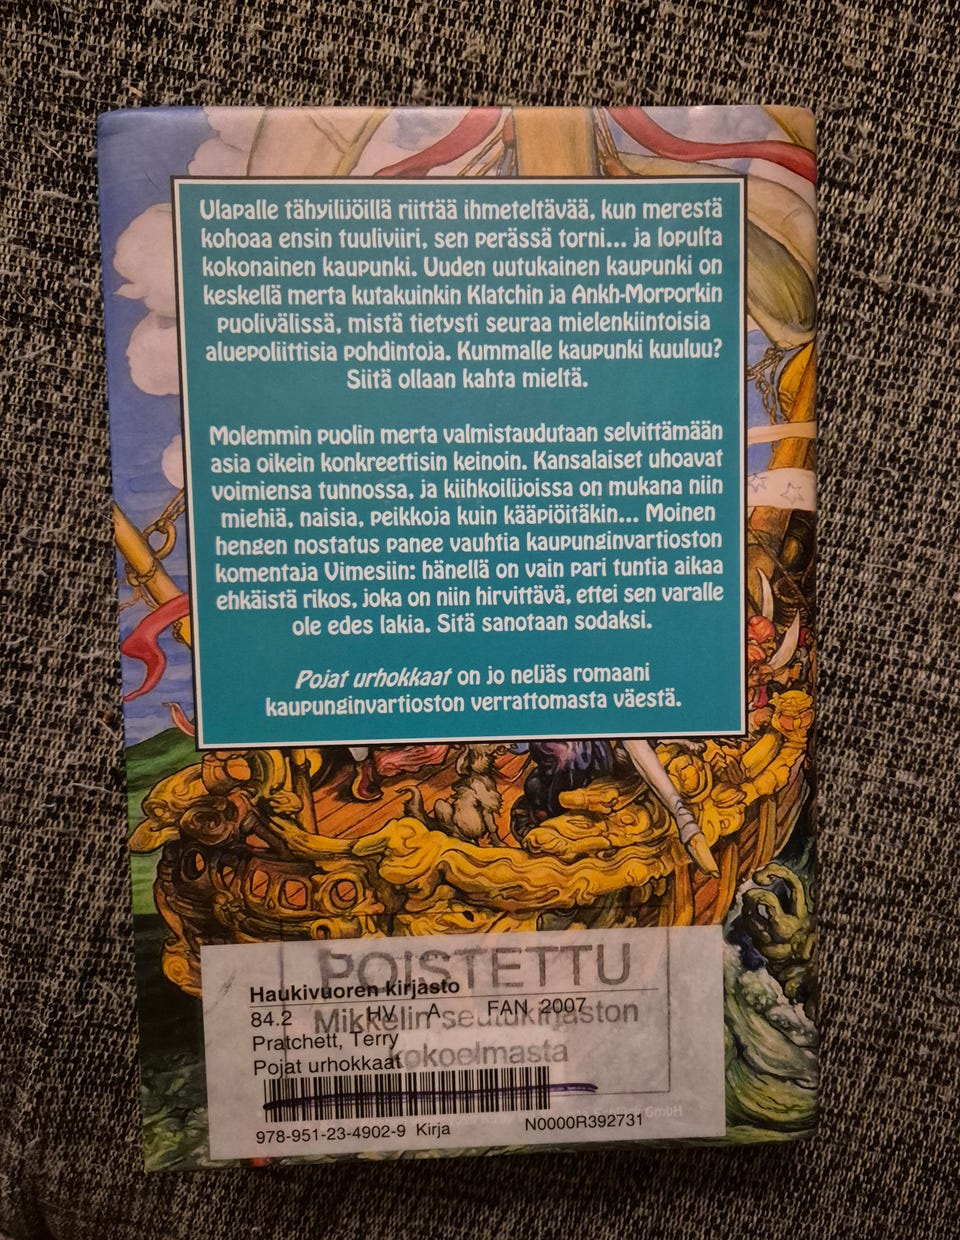 Ulapalle tähyilijöillä riittää ihmeteltävää, kun merestä
kohoaa ensin tuuliviiri, sen perässä torni... ja lopulta
kokonainen kaupunki. Uuden uutukainen kaupunki on
keskellä merta kutakuinkin Klatchin ja Ankh-Morporkin
puolivälissä, mistä tietysti seuraa mielenkiintoisia
aluepoliittisia pohdintoja. Kummalle kaupunki kuuluu?
Siitä ollaan kahta mieltä.
Molemmin puolin merta valmistaudutaan selvittämään
asia oikein konkreettisin keinoin. Kansalaiset uhoavat
voimiensa tunnossa, ja kiihkoilijoissa on mukana niin
miehiä, naisia, peikkoja kuin kääpiöitäkin... Moinen
hengen nostatus panee vauhtia kaupunginvartioston
komentaja Vimesiin: hänellä on vain pari tuntia aikaa
ehkäistä rikos, joka on niin hirvittävä, ettei sen varalle
ole edes lakia. Sitä sanotaan sodaksi.
Pojat urhokkaat on jo neljäs romaani
kaupunginvartioston verrattomasta väestä.
POISTETTU
Mikkelin seutukirjaston
kokoelmasta
Haukivuoren kirjasto
84.2 HV A FAN 2007
Pratchett, Terry
Pojat urhokkaat
GmbH
978-951-23-4902-9 Kirja N0000R392731